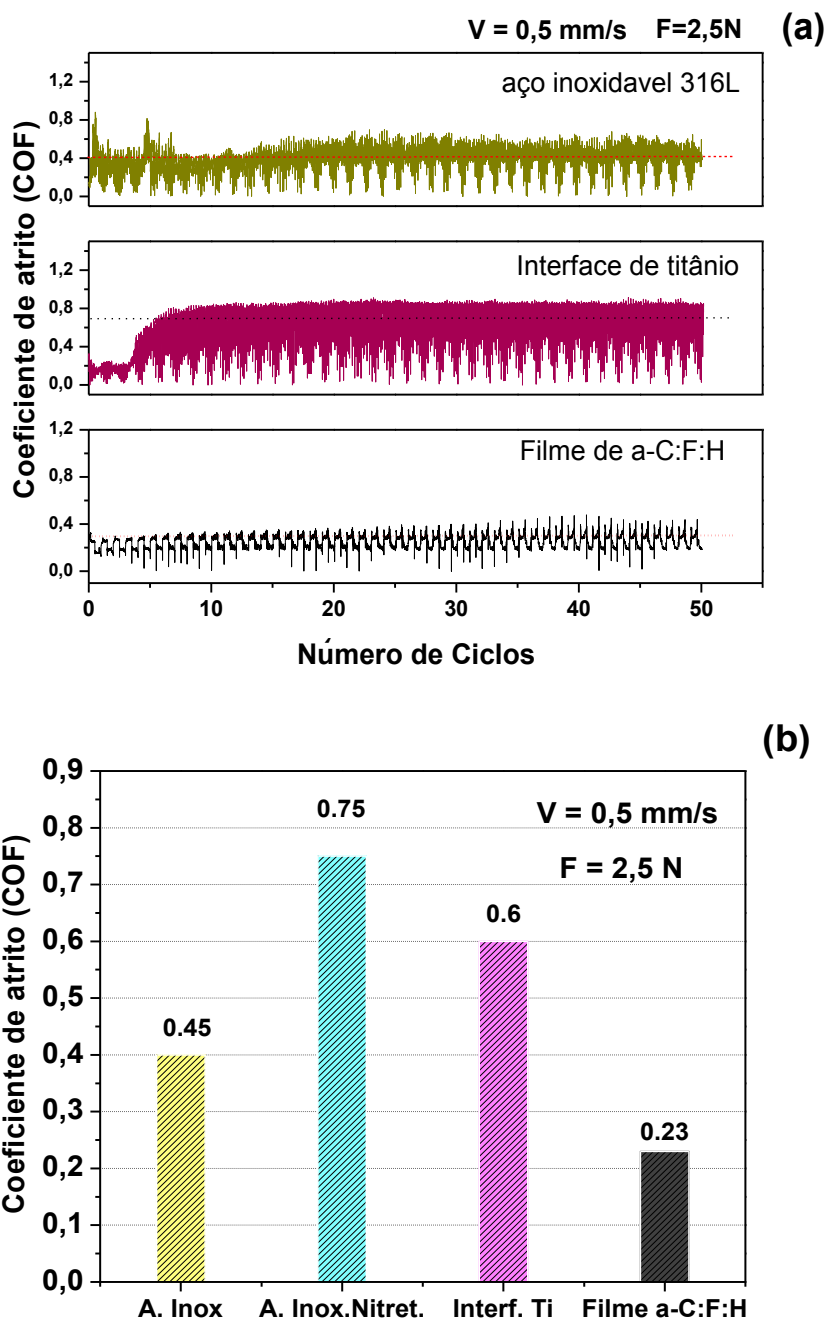 V = 0,5 mm/s F=2,5N (a)
Coeficiente de atrito (COF)
aço inoxidavel 316L
1,2
0,8
0,4
0,0
Interface de titânio
1,2
0,8
0,4
0,0
Filme de a-C:F:H
1,2
0,8
0,4
0,0
0 10 20 30 40 50
Número de Ciclos
(b)
Coeficiente de atrito (COF)
0,9
0,8
0,7
0,6
0,5
0,4
0,3
0,2
0,1
0,0
V = 0,5 mm/s
F = 2,5 N
0.45
0.75
0.6
0.23
A. Inox A. Inox.Nitret. Interf. Ti Filme a-C:F:H